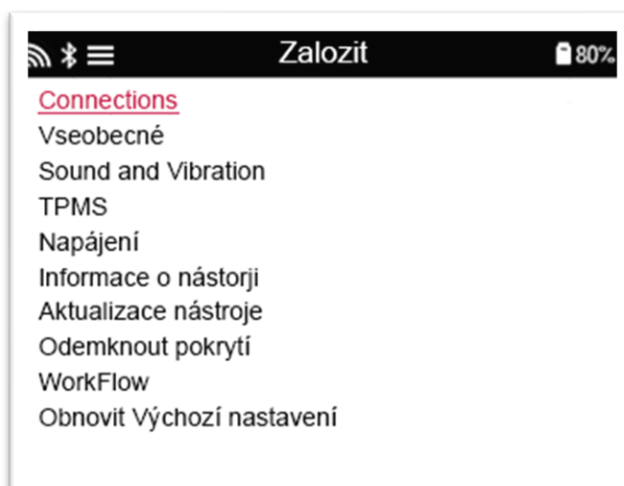 Zalozit 80%
Connections
Vseobecné
Sound and Vibration
TPMS
Napájení
Informace o nástorji
Aktualizace nástroje
Odemknout pokrytí
WorkFlow
Obnovit Výchozí nastavení